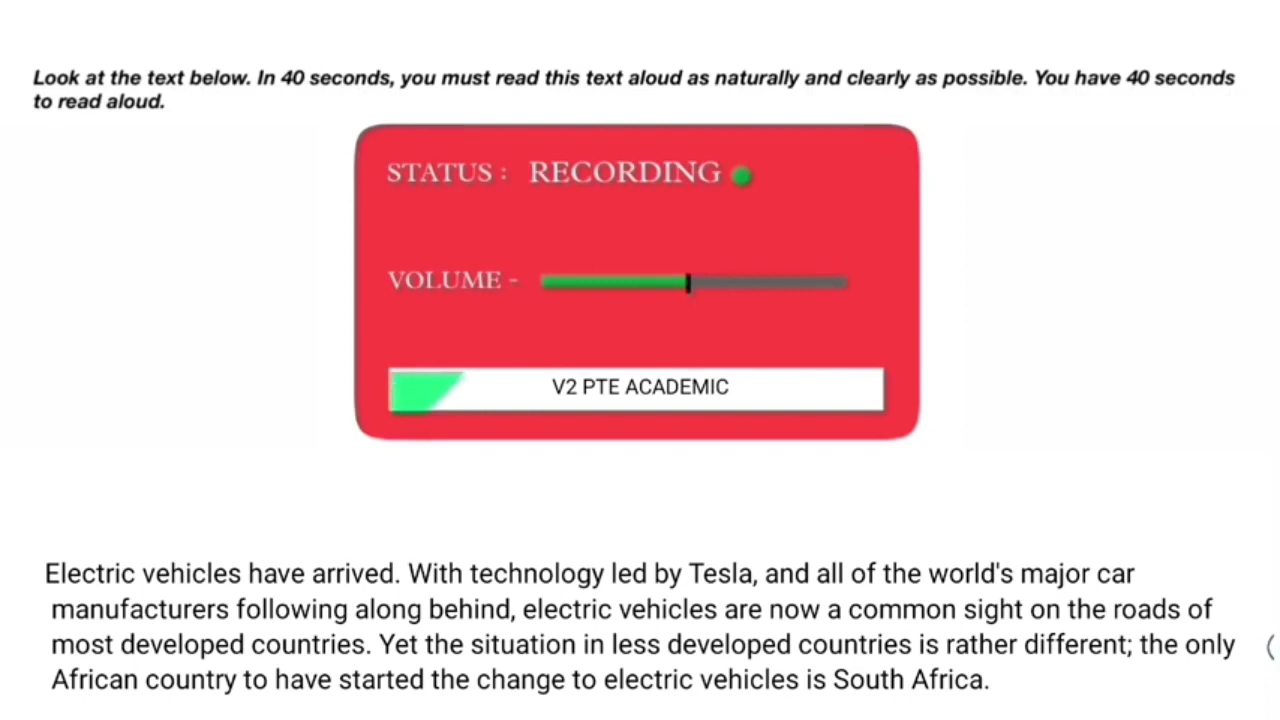 Look at the text below. In 40 seconds, you must read this text aloud as naturally and clearly as possible. You have 40 seconds
to read aloud.
STATUS : RECORDING
VOLUME -
V2 PTE ACADEMIC
Electric vehicles have arrived. With technology led by Tesla, and all of the world's major car
manufacturers following along behind, electric vehicles are now a common sight on the roads of
most developed countries. Yet the situation in less developed countries is rather different; the only
African country to have started the change to electric vehicles is South Africa.